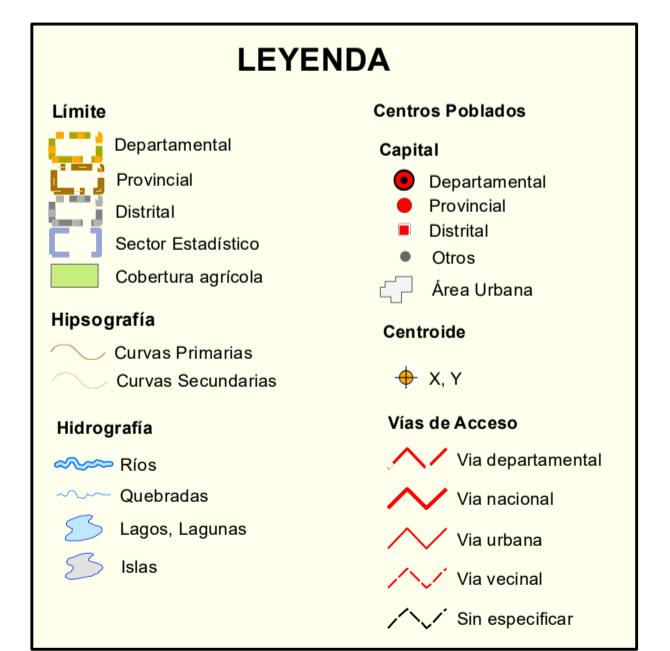 LEYENDA
Límite
Departamental
Provincial
Distrital
Sector Estadístico
Cobertura agrícola
Hipsografía
Curvas Primarias
Curvas Secundarias
Hidrografía
Ríos
Quebradas
Lagos, Lagunas
Islas
Centros Poblados
Capital
Departamental
Provincial
Distrital
Otros
Área Urbana
Centroide
X, Y
Vías de Acceso
Via departamental
Via nacional
Via urbana
Via vecinal
Sin especificar